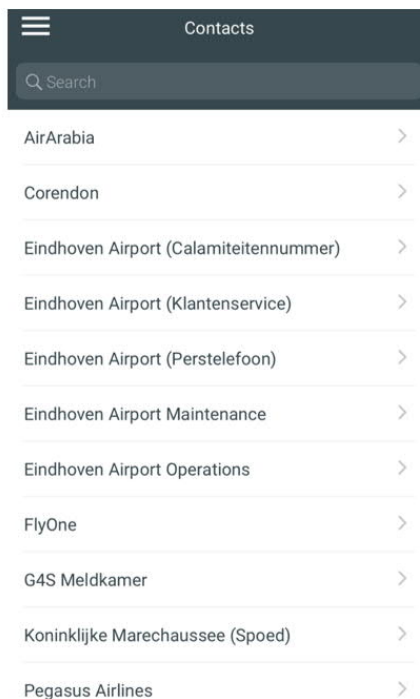 Contacts
Search
AirArabia
Corendon
Eindhoven Airport (Calamiteitennummer)
Eindhoven Airport (Klantenservice)
Eindhoven Airport (Perstelefoon)
Eindhoven Airport Maintenance
Eindhoven Airport Operations
FlyOne
G4S Meldkamer
Koninklijke Marechaussee (Spoed)
Pegasus Airlines